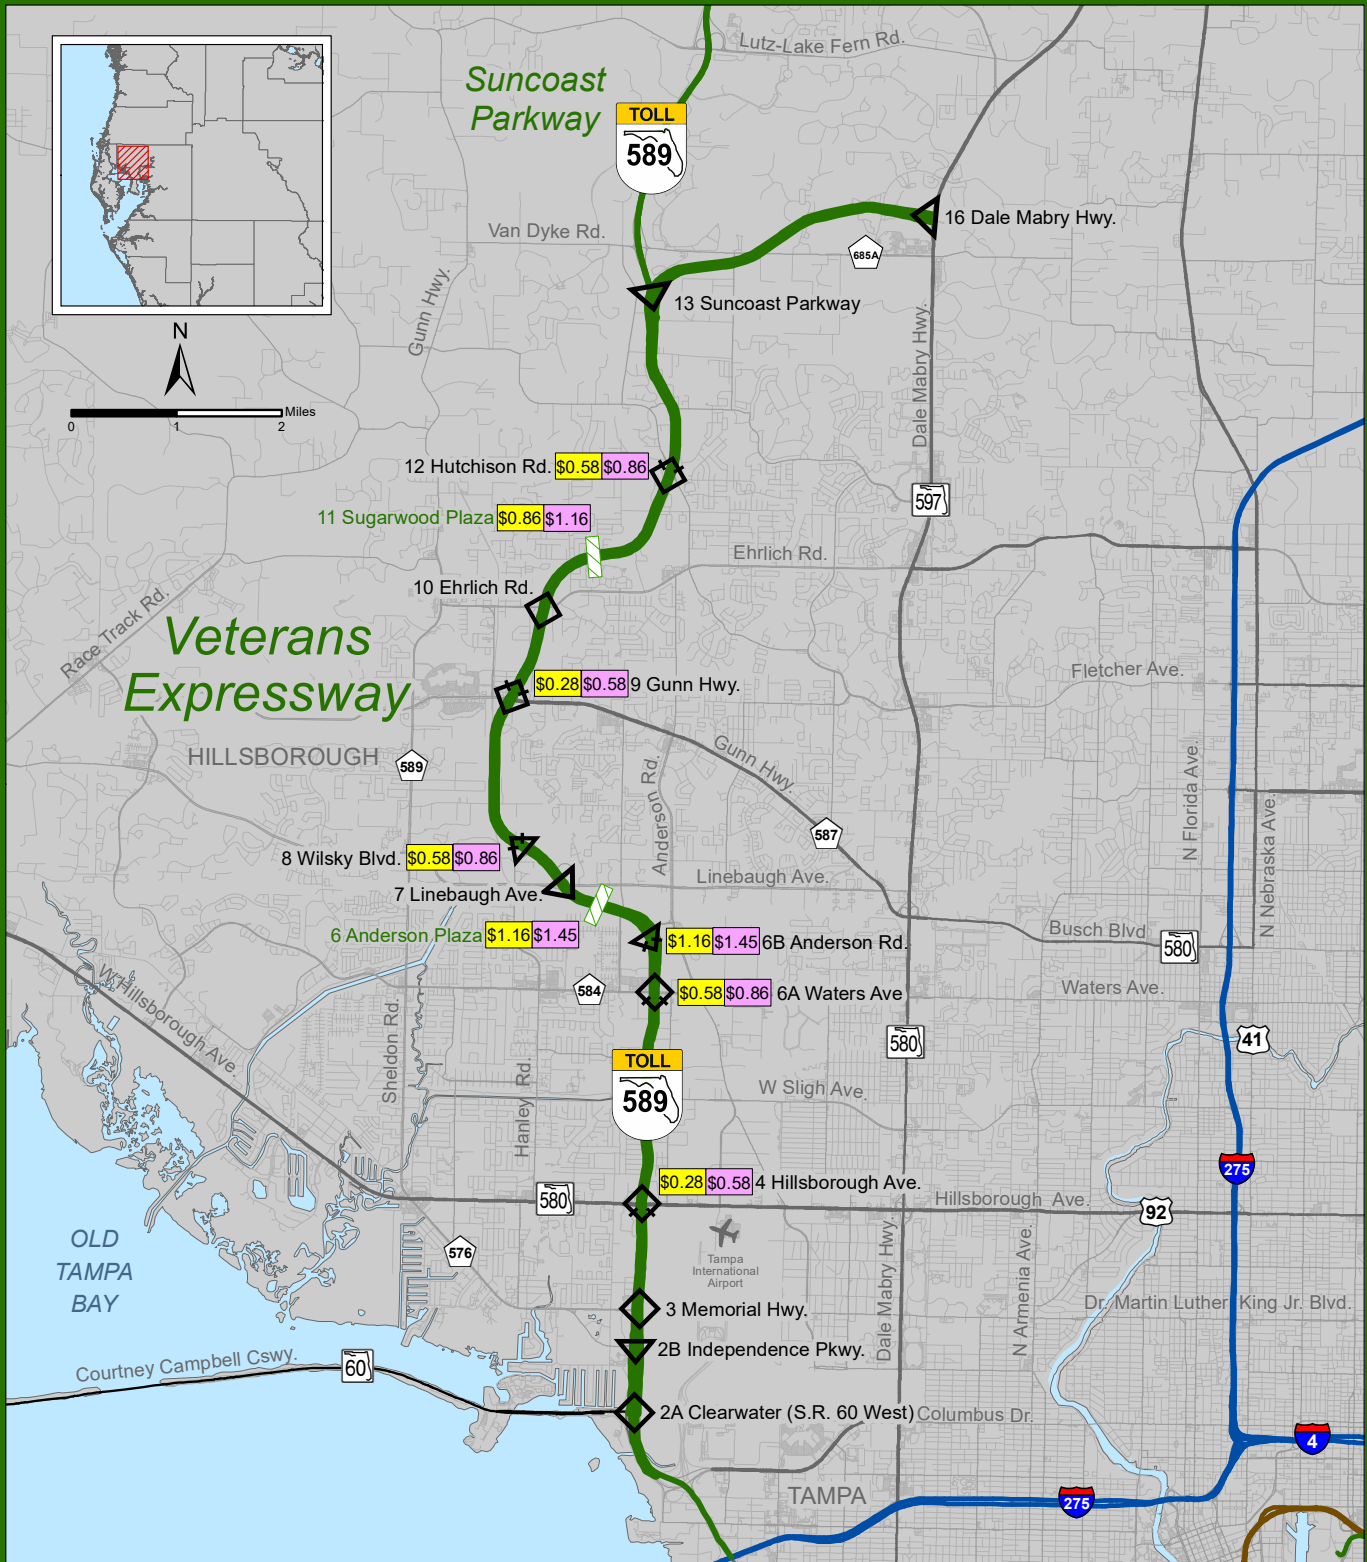 Lutz-Lake Fern Rd.
Suncoast
Parkway
TOLL
589
Van Dyke Rd.
16 Dale Mabry Hwy.
685A
13 Suncoast Parkway
Gunn Hwy.
N
Miles
0 1 2
Dale Mabry Hwy.
12 Hutchison Rd. $0.58 $0.86
597
11 Sugarwood Plaza $0.86 $1.16
Ehrlich Rd.
10 Ehrlich Rd.
Race Track Rd.
Veterans
Expressway
Fletcher Ave.
$0.28 $0.58 9 Gunn Hwy.
HILLSBOROUGH
589
Gunn Hwy.
Anderson Rd.
N Florida Ave.
N Nebraska Ave.
587
8 Wilsky Blvd. $0.58 $0.86
7 Linebaugh Ave.
Linebaugh Ave.
6 Anderson Plaza $1.16 $1.45
$1.16 $1.45 6B Anderson Rd.
Busch Blvd
580
W Hillsborough Ave.
584
$0.58 $0.86 6A Waters Ave
Waters Ave.
Sheldon Rd.
580
41
TOLL
589
W Sligh Ave.
Hanley Rd.
275
$0.28 $0.58 4 Hillsborough Ave.
580
Hillsborough Ave.
92
OLD
TAMPA
BAY
576
Tampa
International
Airport
Dale Mabry Hwy.
N Armenia Ave.
3 Memorial Hwy.
Dr. Martin Luther King Jr. Blvd.
2B Independence Pkwy.
Courtney Campbell Cswy.
60
2A Clearwater (S.R. 60 West)
Columbus Dr.
4
TAMPA
275